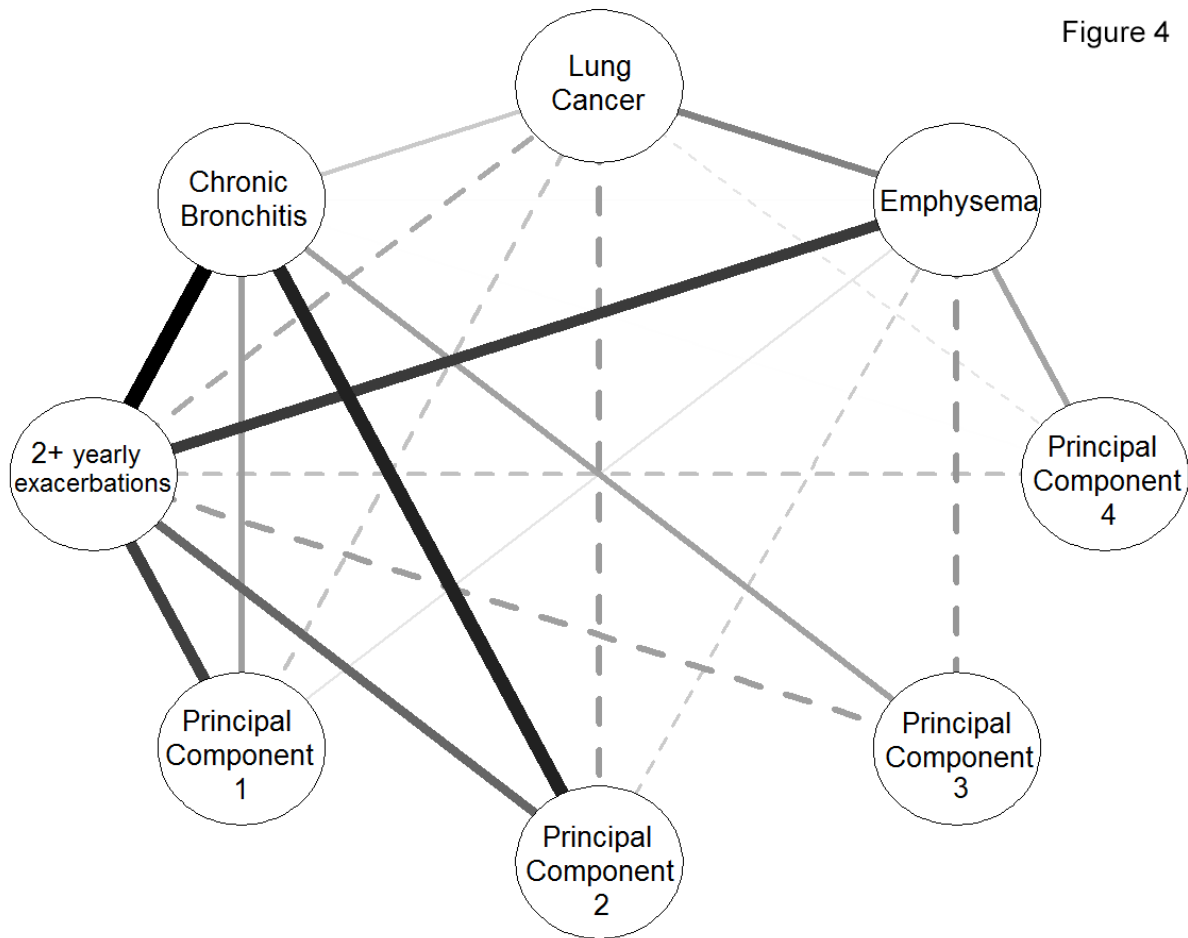 Figure 4
Lung
Cancer
Chronic
Bronchitis
Emphysema
2+ yearly
exacerbations
Principal
Component
4
Principal
Component
1
Principal
Component
3
Principal
Component
2